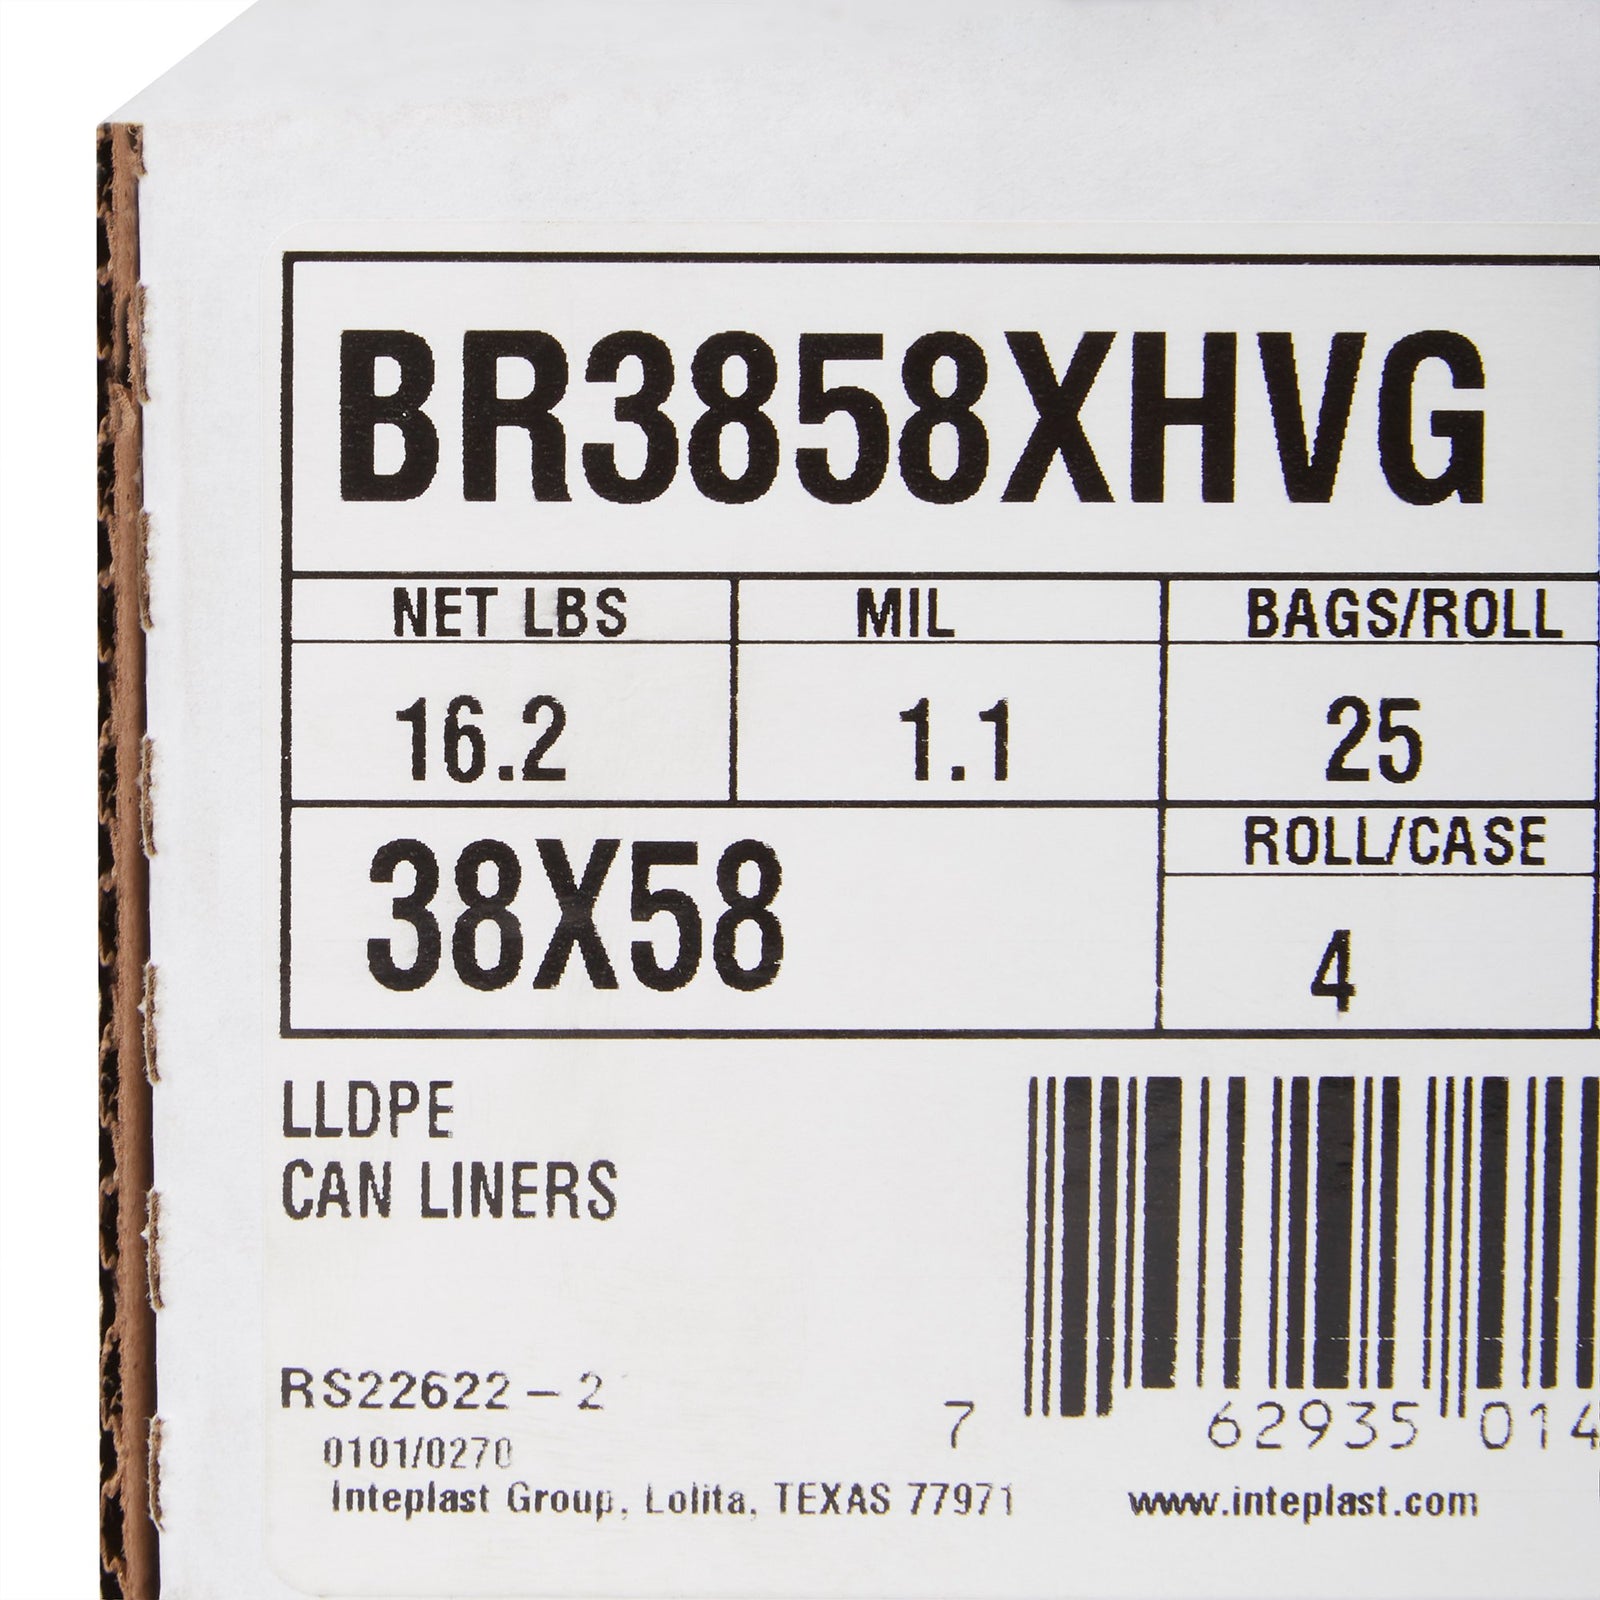 BR3858XHVG
NET LBS MIL BAGS/ROLL
16.2 1.1 25
38X58
ROLL/CASE
4
LLDPE
CAN LINERS
RS22622-2
7 62935 014
0101/0270
Inteplast Group, Lolita, TEXAS 77971 www.inteplast.com